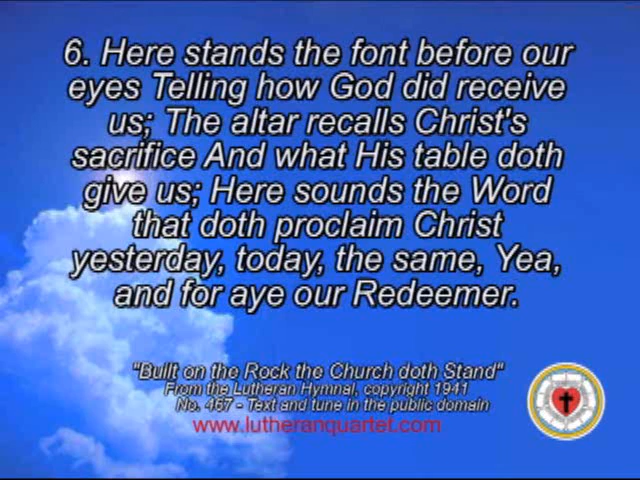 6. Here stands the font before our
eyes Telling how God did receive
us; The altar recalls Christ's
sacrifice And what His table doth
give us; Here sounds the Word
that doth proclaim Christ
yesterday, today, the same, Yea,
and for aye our Redeemer.
"Built on the Rock the Church doth Stand"
From the Lutheran Hymnal, copyright 1941
No. 467 - Text and tune in the public domain
www.lutheranquartet.com